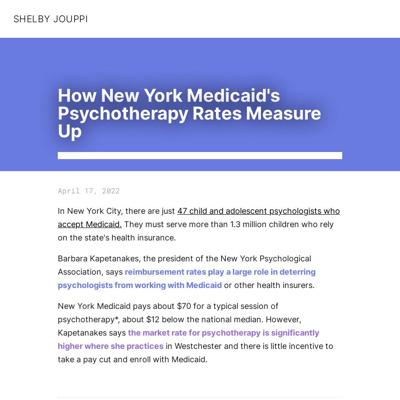 SHELBY JOUPPI
How New York Medicaid's
Psychotherapy Rates Measure
Up
April 17, 2022
In New York City, there are just 47 child and adolescent psychologists who
accept Medicaid. They must serve more than 1.3 million children who rely
on the state's health insurance.
Barbara Kapetanakes, the president of the New York Psychological
Association, says reimbursement rates play a large role in deterring
psychologists from working with Medicaid or other health insurers.
New York Medicaid pays about $70 for a typical session of
psychotherapy*, about $12 below the national median. However,
Kapetanakes says the market rate for psychotherapy is significantly
higher where she practices in Westchester and there is little incentive to
take a pay cut and enroll with Medicaid.